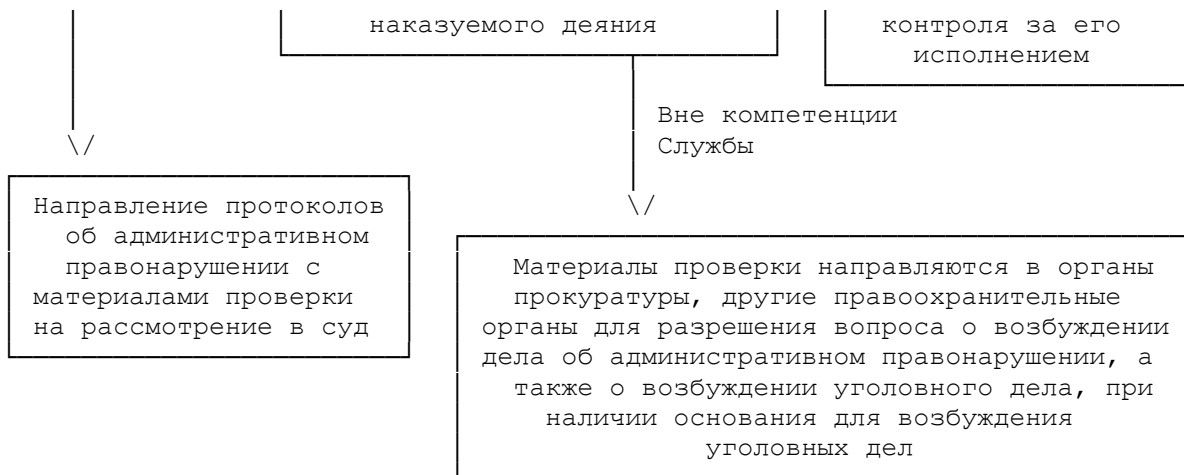 наказуемого деяния
контроля за его
исполнением
Вне компетенции
Службы
\/
Направление протоколов
об административном
правонарушении с
материалами проверки
на рассмотрение в суд
\/
Материалы проверки направляются в органы
прокуратуры, другие правоохранительные
органы для разрешения вопроса о возбуждении
дела об административном правонарушении, а
также о возбуждении уголовного дела, при
наличии основания для возбуждения
уголовных дел